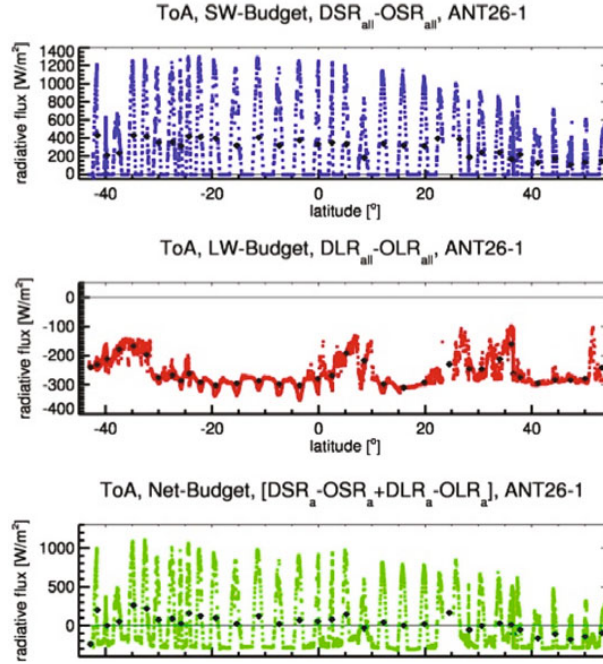 ToA, SW-Budget, DSRall-OSRall, ANT26-1
radiative flux [W/m²]
1400
1200
1000
800
600
400
200
0
-40 -20 0 20 40
latitude [°]
ToA, LW-Budget, DLRall-OLRall, ANT26-1
radiative flux [W/m²]
0
-100
-200
-300
-400
-40 -20 0 20 40
latitude [°]
ToA, Net-Budget, [DSRa-OSRa+DLRa-OLRa], ANT26-1
radiative flux [W/m²]
1000
500
0